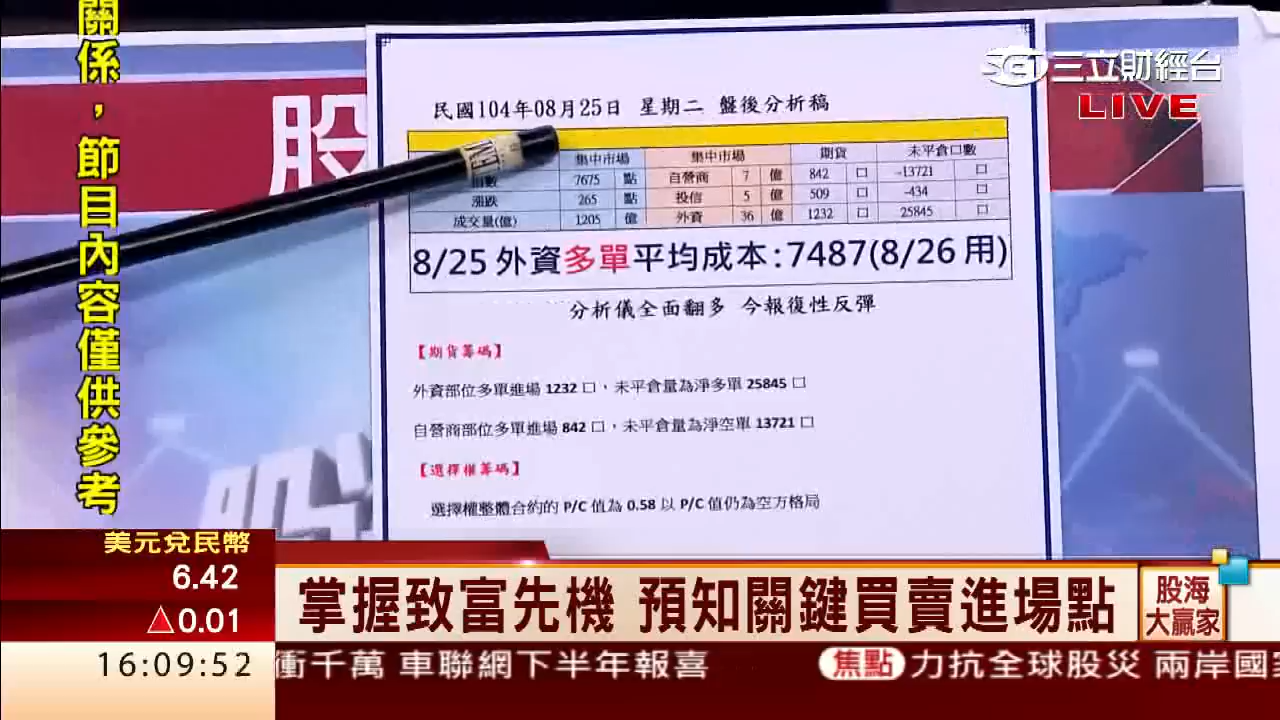 關係，節目內容僅供參考
三立財經台
LIVE
股
民國104年08月25日 星期二 盤後分析稿
集中市場 集中市場 期貨 未平倉口數
指數 7675 點 自營商 7 億 842 口 -13721 口
漲跌 265 點 投信 5 億 509 口 -434 口
成交量(億) 1205 億 外資 36 億 1232 口 25845 口
8/25 外資多單平均成本:7487(8/26 用)
分析儀全面翻多 今報復性反彈
【期貨籌碼】
外資部位多單進場 1232 口，未平倉量為淨多單 25845 口
自營商部位多單進場 842 口，未平倉量為淨空單 13721 口
【選擇權籌碼】
選擇權整體合約的 P/C 值為 0.58 以 P/C 值仍為空方格局
美元兌民幣
6.42
△0.01
掌握致富先機 預知關鍵買賣進場點
股海
大贏家
16:09:52
衝千萬 車聯網下半年報喜 焦點 力抗全球股災 兩岸國